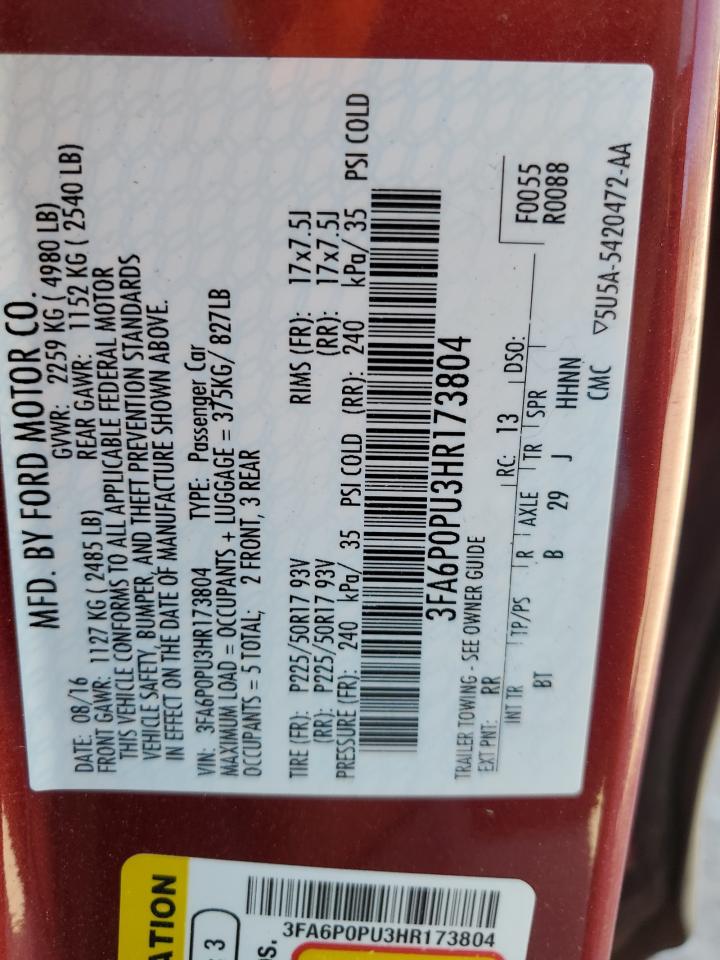 MFD. BY FORD MOTOR CO.
DATE: 08/16 GVWR: 2259 KG ( 4980 LB)
FRONT GAWR: 1127 KG ( 2485 LB) REAR GAWR: 1152 KG ( 2540 LB)
THIS VEHICLE CONFORMS TO ALL APPLICABLE FEDERAL MOTOR
VEHICLE SAFETY, BUMPER, AND THEFT PREVENTION STANDARDS
IN EFFECT ON THE DATE OF MANUFACTURE SHOWN ABOVE.
VIN: 3FA6P0PU3HR173804 TYPE: Passenger Car
MAXIMUM LOAD = OCCUPANTS + LUGGAGE = 375KG/ 827LB
OCCUPANTS = 5 TOTAL; 2 FRONT, 3 REAR
TIRE (FR): P225/50R17 93V RIMS (FR): 17x7.5J
(RR): P225/50R17 93V (RR): 17x7.5J
PRESSURE (FR): 240 kPa/ 35 PSI COLD (RR): 240 kPa/ 35 PSI COLD
3FA6P0PU3HR173804
TRAILER TOWING - SEE OWNER GUIDE
EXT PNT: RR RC: 13 DSO: F0055
R0088
INT TR TP/PS R AXLE TR SPR
BT B 29 J HHNN
CMC ▽5U5A-5420472-AA
ATION
3
3FA6P0PU3HR173804